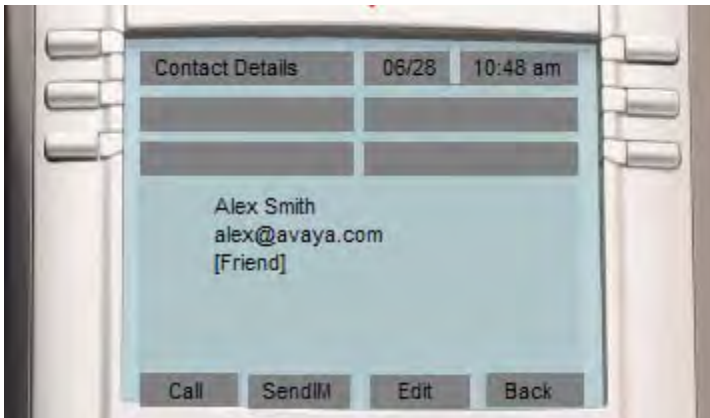 Contact Details 06/28 10:48 am
Alex Smith
alex@avaya.com
[Friend]
Call SendIM Edit Back